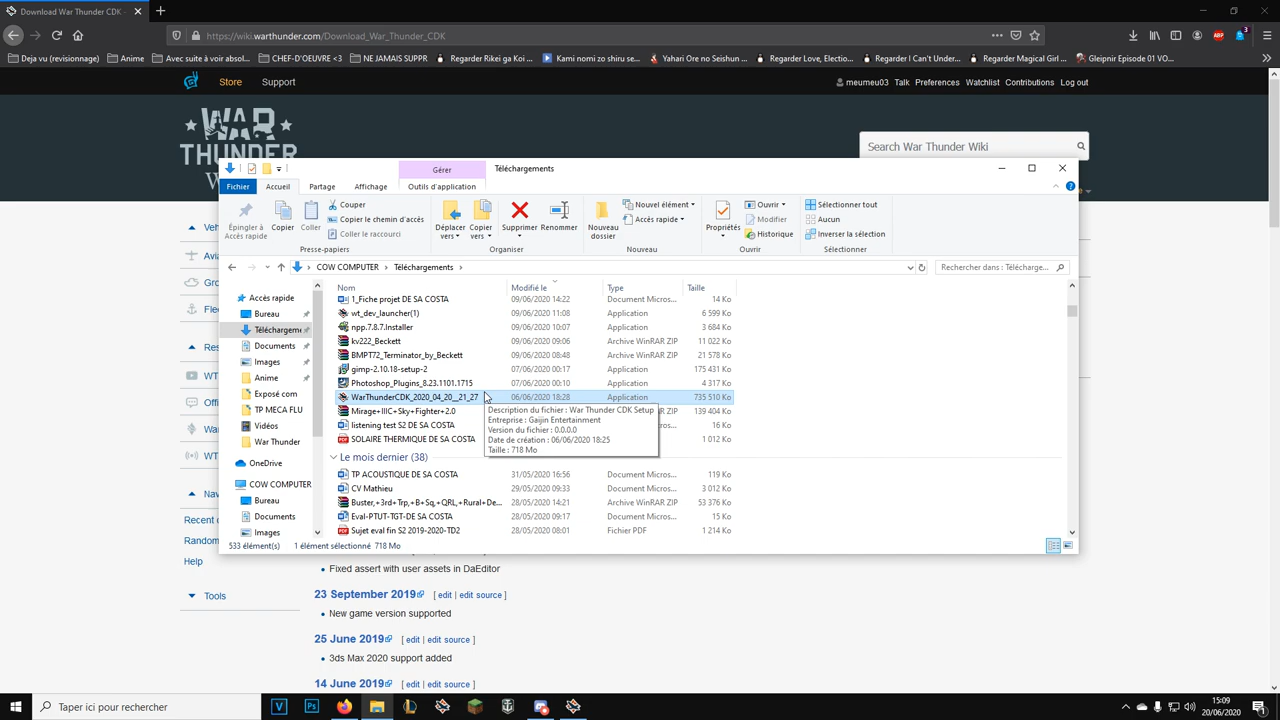 Download War Thunder CDK -
https://wiki.warthunder.com/Download_War_Thunder_CDK
Deja vu (revisionnage) Anime Avec suite à voir absol... CHEF-D'OEUVRE <3 NE JAMAIS SUPPR Regarder Rikei ga Koi ... Kami nomi zo shiru se... Yahari Ore no Seishun ... Regarder Love, Electio... Regarder I Can't Under... Regarder Magical Girl ... Gleipnir Episode 01 VO...
Store Support meumeu03 Talk Preferences Watchlist Contributions Log out
WAR
THUNDER
Search War Thunder Wiki
Gérer Téléchargements
Fichier Accueil Partage Affichage Outils d'application
Épingler à Accès rapide Copier Coller Couper Copier le chemin d'accès Coller le raccourci
Déplacer vers Copier vers Supprimer Renommer Nouveau dossier Nouvel élément Accès rapide
Propriétés Ouvrir Modifier Historique Sélectionner tout Aucun Inverser la sélection
Presse-papiers Organiser Nouveau Ouvrir Sélectionner
COW COMPUTER Téléchargements Rechercher dans : Télécharge...
Nom Modifié le Type Taille
1_Fiche projet DE SA COSTA 09/06/2020 14:22 Document Micros... 14 Ko
wt_dev_launcher(1) 09/06/2020 11:08 Application 6 599 Ko
npp.7.8.7.Installer 09/06/2020 10:07 Application 3 684 Ko
kv222_Beckett 09/06/2020 09:06 Archive WinRAR ZIP 11 022 Ko
BMPT72_Terminator_by_Beckett 09/06/2020 08:48 Archive WinRAR ZIP 21 578 Ko
gimp-2.10.18-setup-2 07/06/2020 00:17 Application 175 431 Ko
Photoshop_Plugins_8.23.1101.1715 07/06/2020 00:10 Application 4 317 Ko
WarThunderCDK_2020_04_20__21_27 06/06/2020 18:28 Application 735 510 Ko
Mirage+IIIC+Sky+Fighter+2.0 139 404 Ko
listening test S2 DE SA COSTA 16 Ko
SOLAIRE THERMIQUE DE SA COSTA 1 012 Ko
Description du fichier : War Thunder CDK Setup
Entreprise : Gaijin Entertainment
Version du fichier : 0.0.0.0
Date de création : 06/06/2020 18:25
Taille : 718 Mo
Le mois dernier (38)
TP ACOUSTIQUE DE SA COSTA 31/05/2020 16:56 Document Micros... 119 Ko
CV Mathieu 29/05/2020 09:33 Document Micros... 3 012 Ko
Buster,+3rd+Trp,+B+Sq,+QRL,+Rural+De... 28/05/2020 14:21 Archive WinRAR ZIP 53 376 Ko
Eval-PTUT-TGT-DE SA COSTA 28/05/2020 09:17 Document Micros... 15 Ko
Sujet eval fin S2 2019-2020-TD2 28/05/2020 08:01 Fichier PDF 1 214 Ko
Accès rapide
Bureau
Téléchargem
Documents
Images
Anime
Exposé com
TP MECA FLU
Vidéos
War Thunder
OneDrive
COW COMPUTER
Bureau
Documents
Images
533 élément(s) 1 élément sélectionné 718 Mo
Veh
Avia
Gro
Flee
Res
WT
Offi
Wa
WT
Nav
Recent c
Random
Help
Tools
Fixed assert with user assets in DaEditor
23 September 2019 [ edit | edit source ]
New game version supported
25 June 2019 [ edit | edit source ]
3ds Max 2020 support added
14 June 2019 [ edit | edit source ]
Taper ici pour rechercher
15:09
20/06/2020